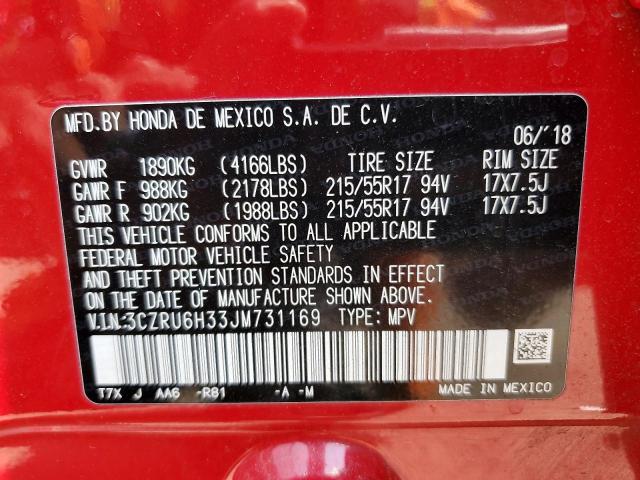 MFD.BY HONDA DE MEXICO S.A. DE C.V.
06/'18
GVWR 1890KG (4166LBS) TIRE SIZE RIM SIZE
GAWR F 988KG (2178LBS) 215/55R17 94V 17X7.5J
GAWR R 902KG (1988LBS) 215/55R17 94V 17X7.5J
THIS VEHICLE CONFORMS TO ALL APPLICABLE
FEDERAL MOTOR VEHICLE SAFETY
AND THEFT PREVENTION STANDARDS IN EFFECT
ON THE DATE OF MANUFACTURE SHOWN ABOVE.
V.I.N:3CZRU6H33JM731169 TYPE: MPV
T7X J AA6 -R81 -A -M
MADE IN MEXICO